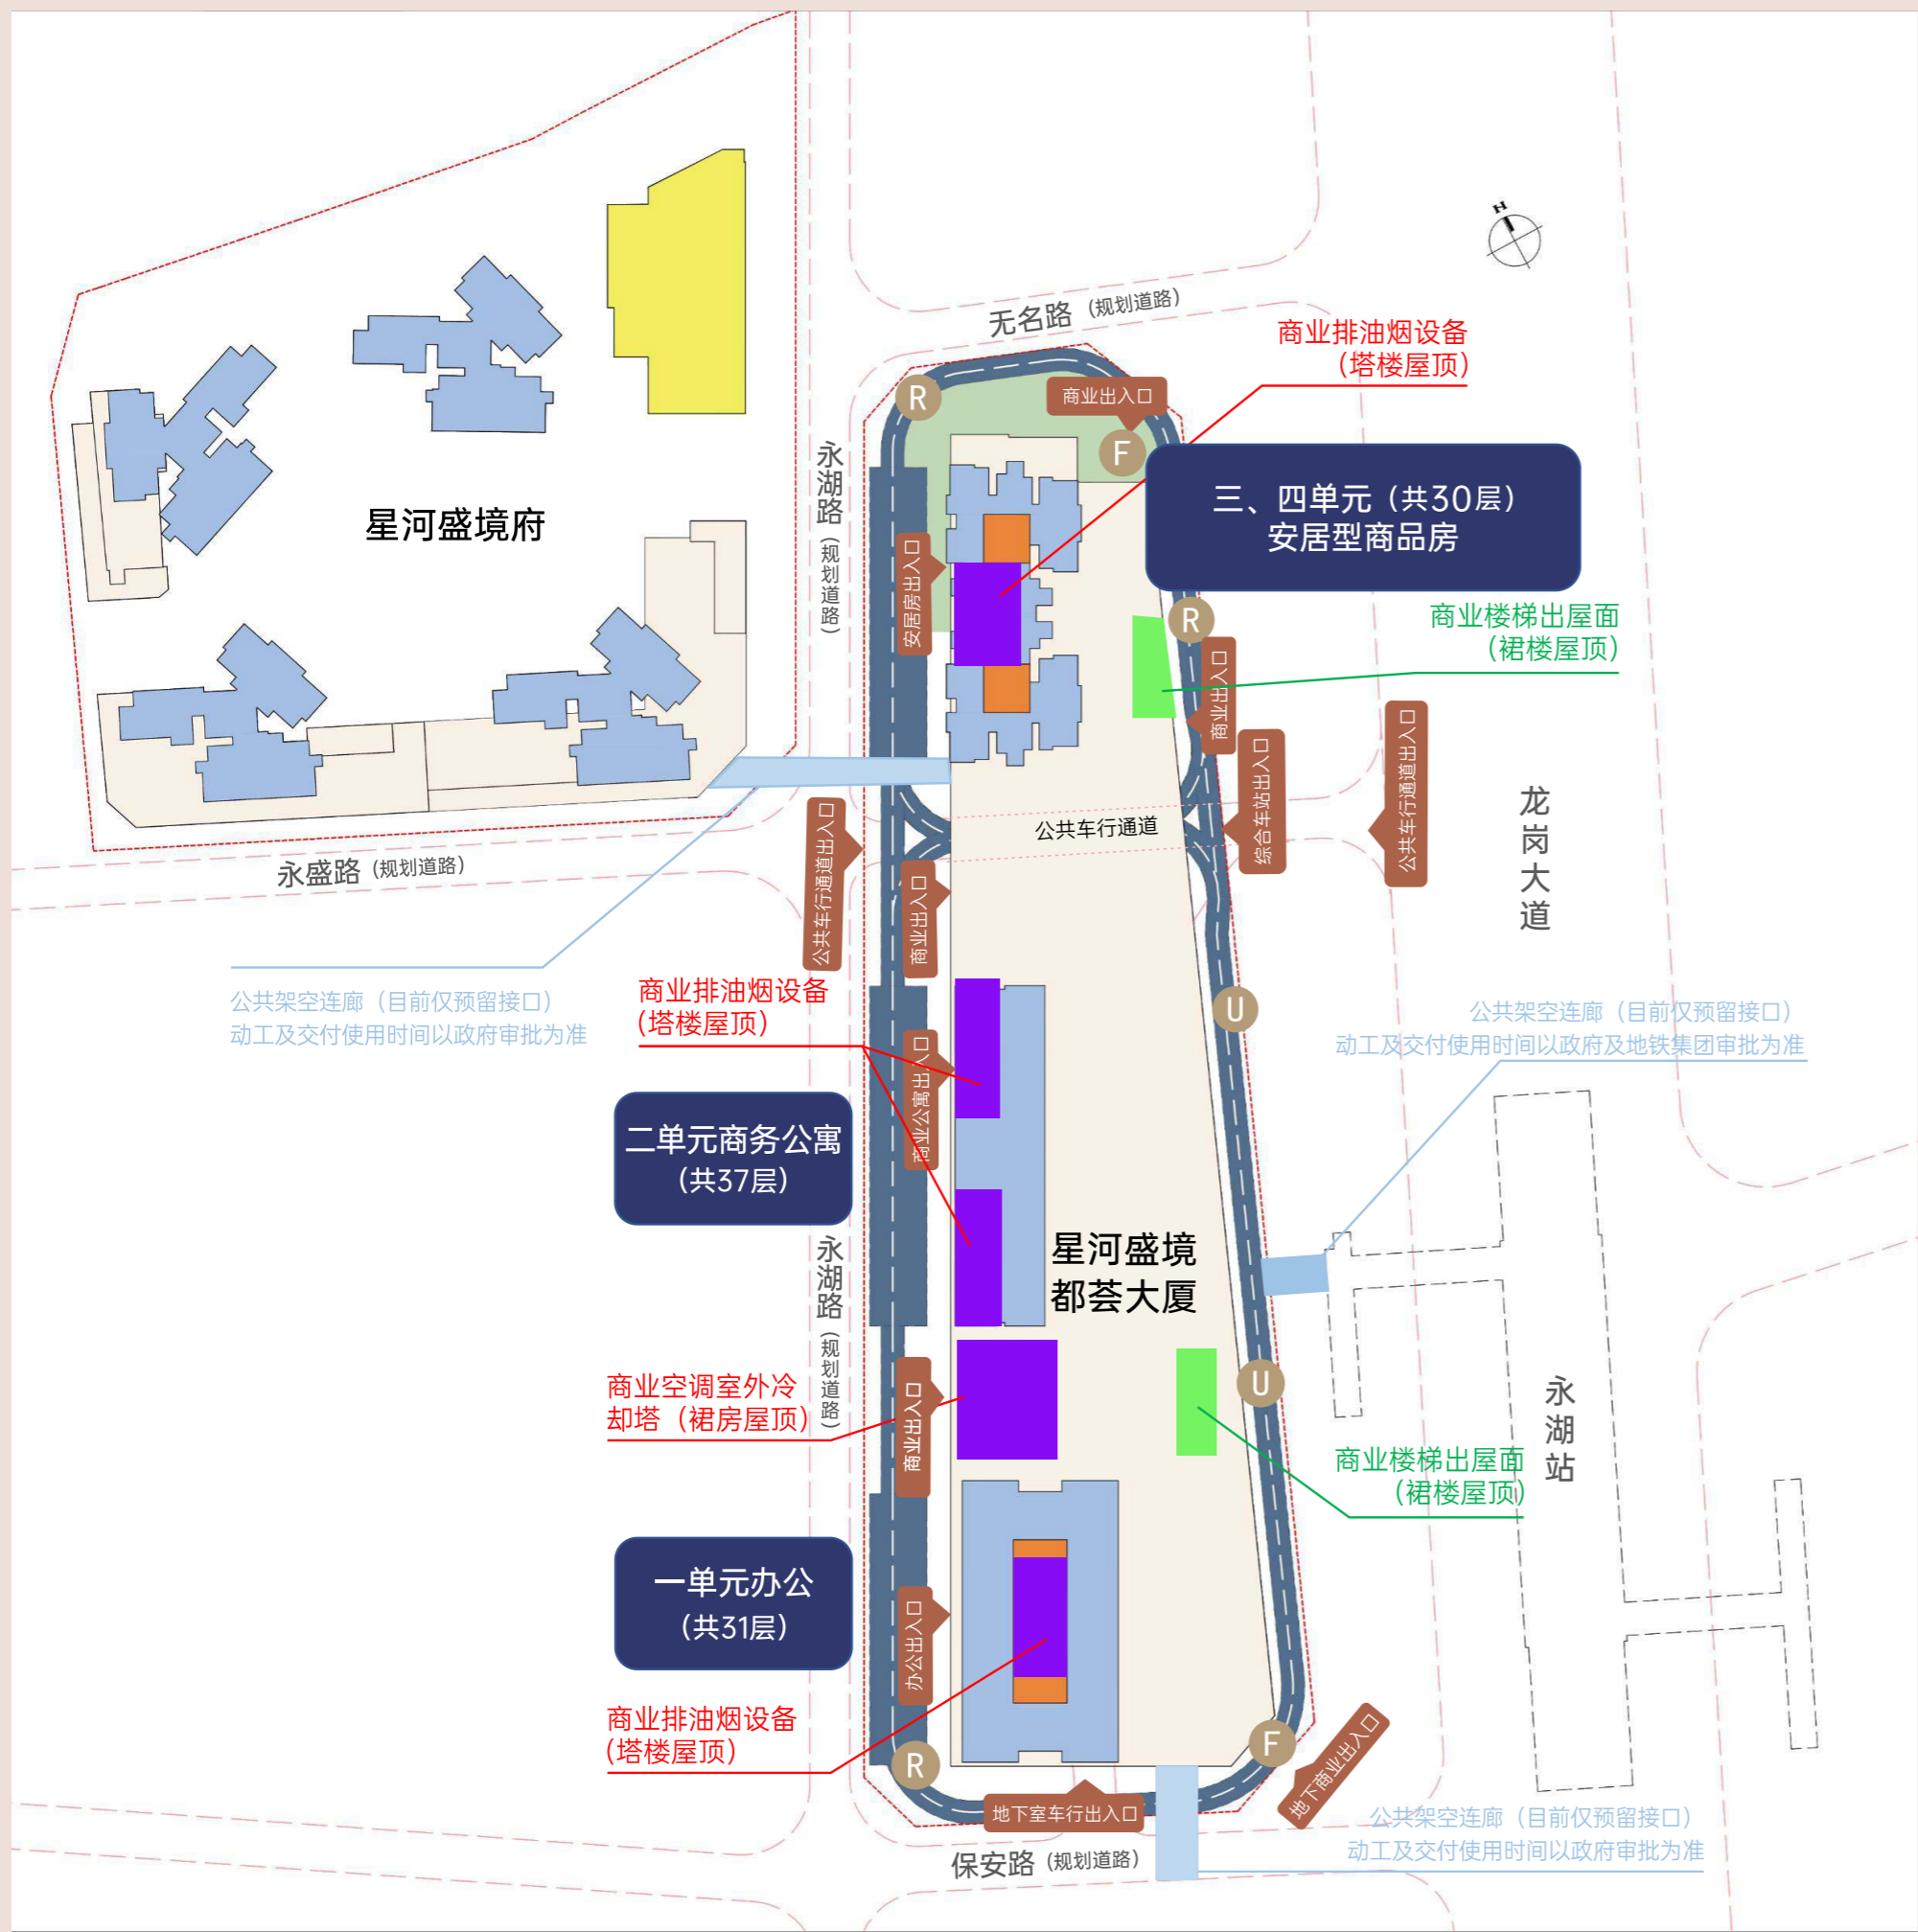 N
无名路（规划道路）
商业排油烟设备
（塔楼屋顶）
R
商业出入口
F
星河盛境府
永湖路（规划道路）
三、四单元（共30层）
安居型商品房
安居房出入口
R
商业楼梯出屋面
（裙楼屋顶）
商业出入口
综合车站出入口
公共车行通道出入口
龙岗大道
公共车行通道
永盛路（规划道路）
公共车行通道出入口
商业出入口
公共架空连廊（目前仅预留接口）
动工及交付使用时间以政府审批为准
商业排油烟设备
（塔楼屋顶）
U
公共架空连廊（目前仅预留接口）
动工及交付使用时间以政府及地铁集团审批为准
商业公寓出入口
二单元商务公寓
（共37层）
永湖路（规划道路）
星河盛境
都荟大厦
商业空调室外冷
却塔（裙房屋顶）
商业出入口
U
永湖站
商业楼梯出屋面
（裙楼屋顶）
一单元办公
（共31层）
办公出入口
商业排油烟设备
（塔楼屋顶）
R
F
地下商业出入口
地下室车行出入口
公共架空连廊（目前仅预留接口）
动工及交付使用时间以政府审批为准
保安路（规划道路）